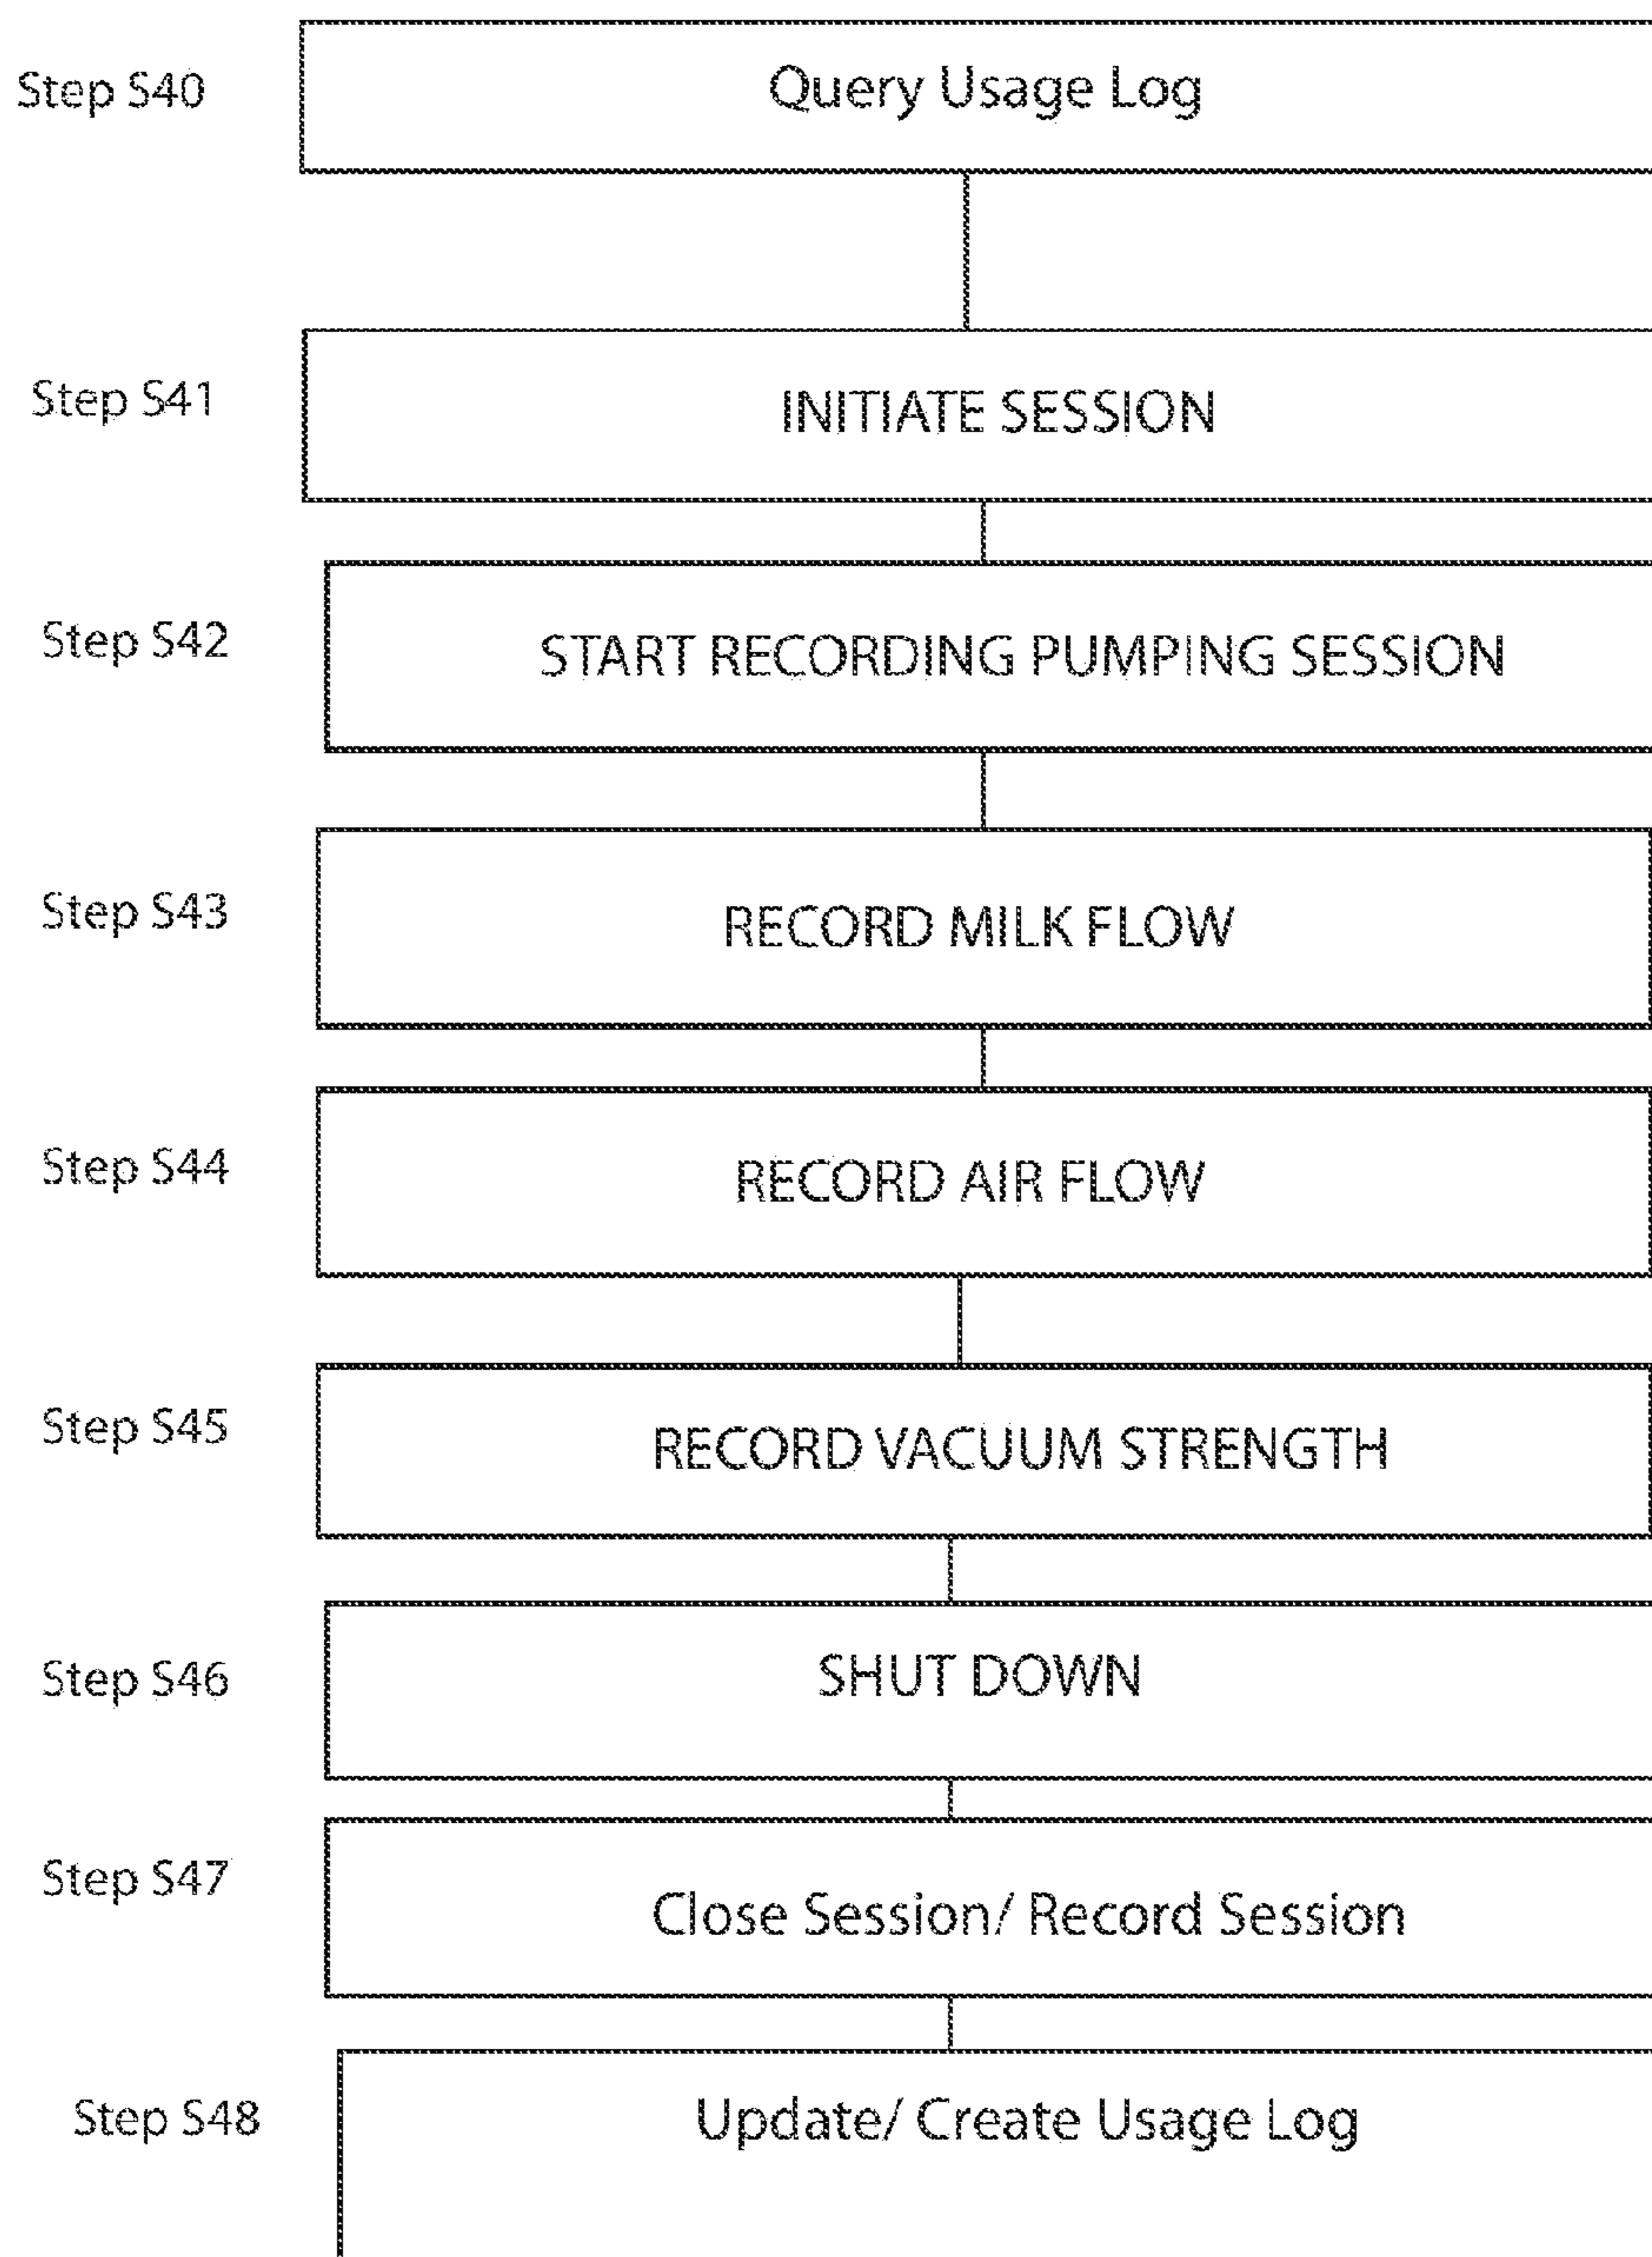 Step S40
Query Usage Log
Step S41
INITIATE SESSION
Step S42
START RECORDING PUMPING SESSION
Step S43
RECORD MILK FLOW
Step S44
RECORD AIR FLOW
Step S45
RECORD VACUUM STRENGTH
Step S46
SHUT DOWN
Step S47
Close Session/ Record Session
Step S48
Update/ Create Usage Log